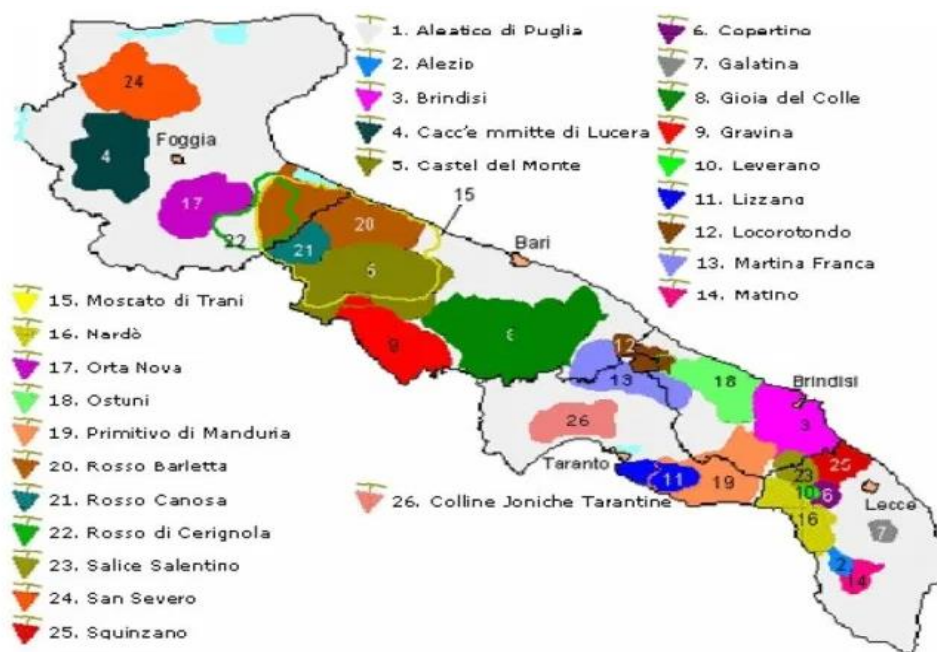 1. Aleatico di Puglia
2. Alezio
3. Brindisi
4. Cacc'e mmitte di Lucera
5. Castel del Monte
6. Copertino
7. Galatina
8. Gioia del Colle
9. Gravina
10. Leverano
11. Lizzano
12. Locorotondo
13. Martina Franca
14. Matino
15. Moscato di Trani
16. Nardò
17. Orta Nova
18. Ostuni
19. Primitivo di Manduria
20. Rosso Barletta
21. Rosso Canosa
22. Rosso di Cerignola
23. Salice Salentino
24. San Severo
25. Squinzano
26. Colline Joniche Tarantine
24
Foggia
4
17
22
15
20
21
Bari
5
9
8
12
13
18
Brindisi
3
26
Taranto
11
19
23
25
10
6
Lecce
16
7
2
14